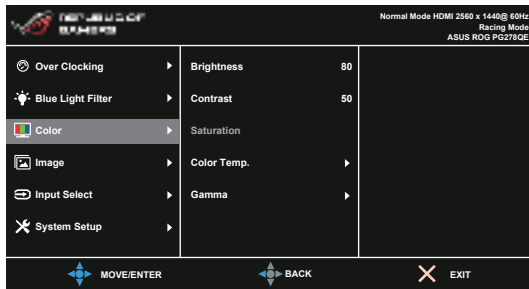 Normal Mode HDMI 2560 x 1440@ 60Hz
Racing Mode
ASUS ROG PG278QE
Over Clocking
Blue Light Filter
Color
Image
Input Select
System Setup
Brightness 80
Contrast 50
Saturation
Color Temp.
Gamma
MOVE/ENTER
BACK
EXIT